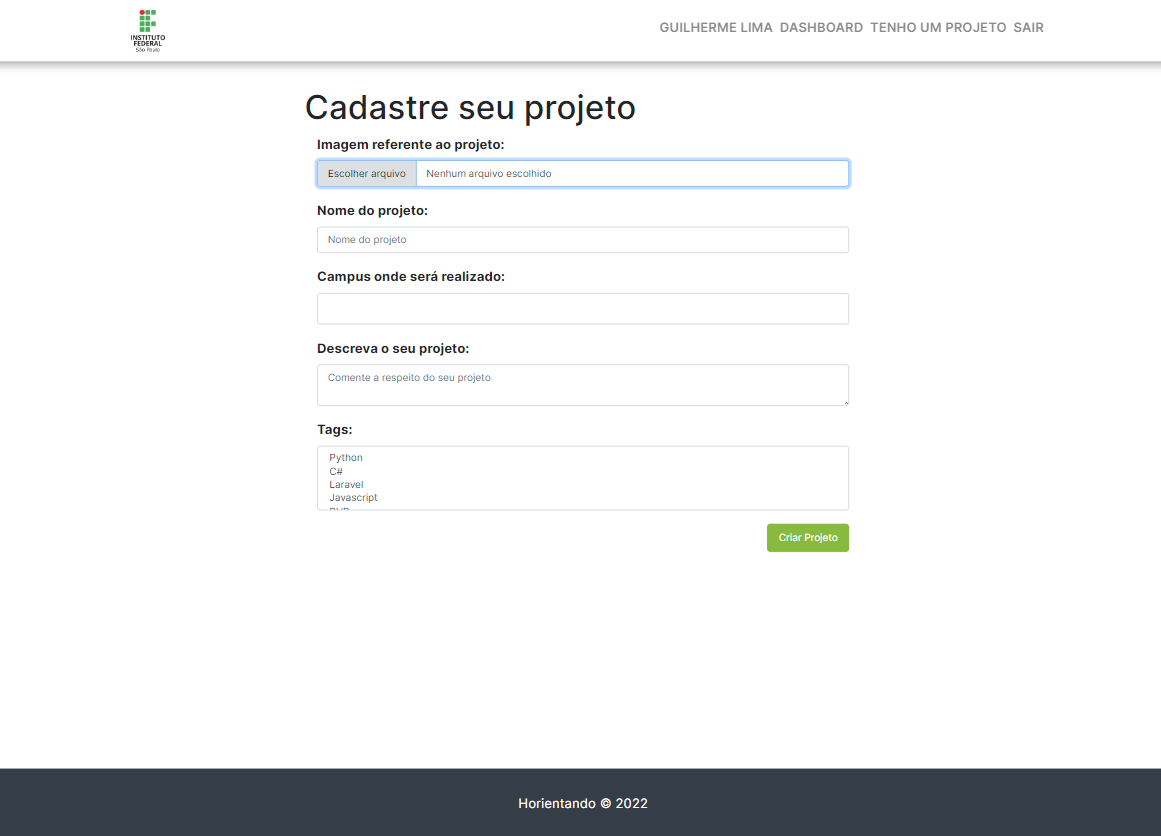 INSTITUTO
FEDERAL
São Paulo
GUILHERME LIMA DASHBOARD TENHO UM PROJETO SAIR
Cadastre seu projeto
Imagem referente ao projeto:
Escolher arquivo Nenhum arquivo escolhido
Nome do projeto:
Nome do projeto
Campus onde será realizado:
Descreva o seu projeto:
Comente a respeito do seu projeto
Tags:
Python
C#
Laravel
Javascript
Criar Projeto
Horientando © 2022